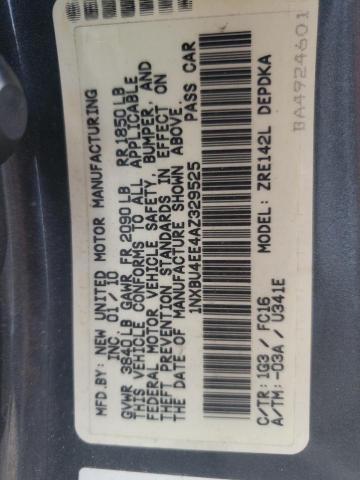 MFD.BY: NEW UNITED MOTOR MANUFACTURING
INC. 01/10
GVWR 3540LB GAWR FR 2090LB RR 1850LB
THIS VEHICLE CONFORMS TO ALL APPLICABLE
FEDERAL MOTOR VEHICLE SAFETY, BUMPER, AND
THEFT PREVENTION STANDARDS IN EFFECT ON
THE DATE OF MANUFACTURE SHOWN ABOVE.
1NXBU4EE4AZ329525 PASS CAR
C/TR: 1G3 / FC16 ZRE142L DEPDKA
A/TM: -03A / U341E
BA4924601